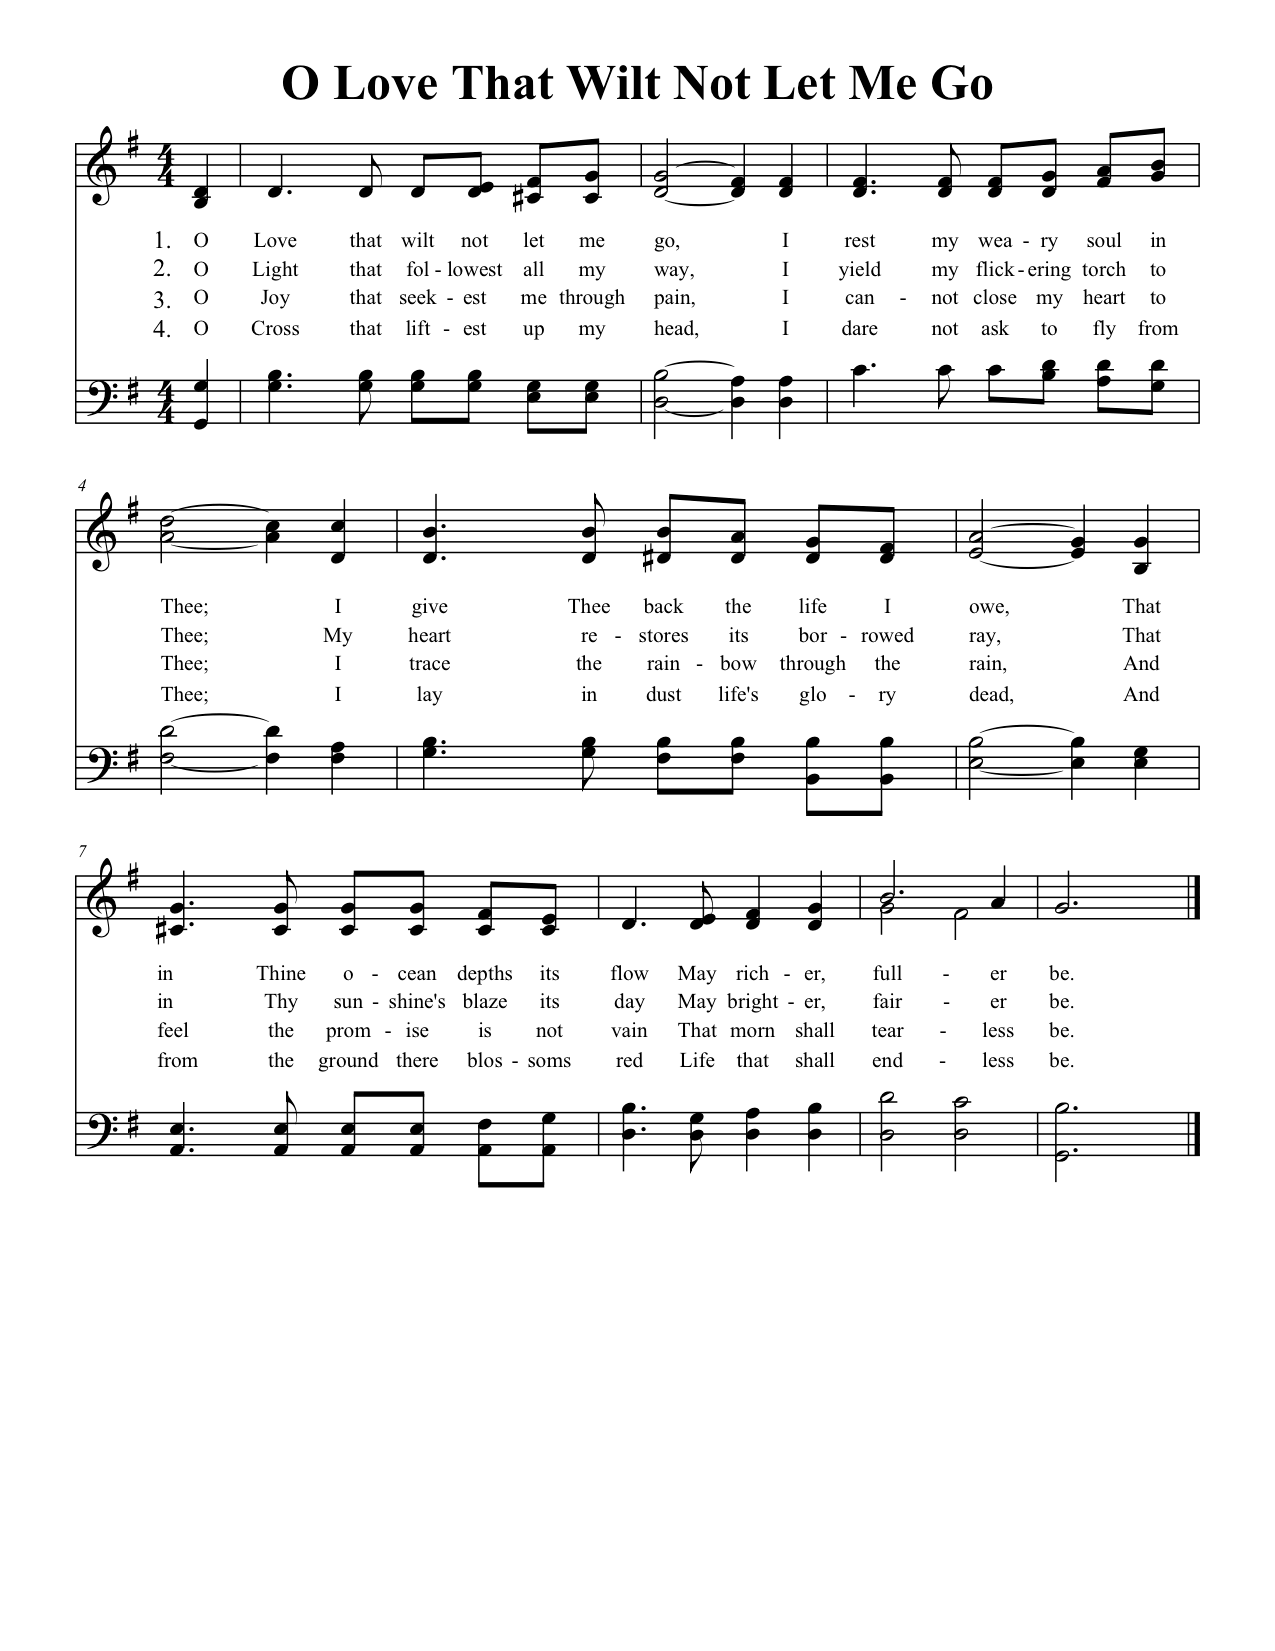 O Love That Wilt Not Let Me Go
4
4
1. O Love that wilt not let me go, I rest my wea - ry soul in
2. O Light that fol - lowest all my way, I yield my flick - ering torch to
3. O Joy that seek - est me through pain, I can - not close my heart to
4. O Cross that lift - est up my head, I dare not ask to fly from
4
4
4
Thee; I give Thee back the life I owe, That
Thee; My heart re - stores its bor - rowed ray, That
Thee; I trace the rain - bow through the rain, And
Thee; I lay in dust life's glo - ry dead, And
7
in Thine o - cean depths its flow May rich - er, full - er be.
in Thy sun - shine's blaze its day May bright - er, fair - er be.
feel the prom - ise is not vain That morn shall tear - less be.
from the ground there blos - soms red Life that shall end - less be.